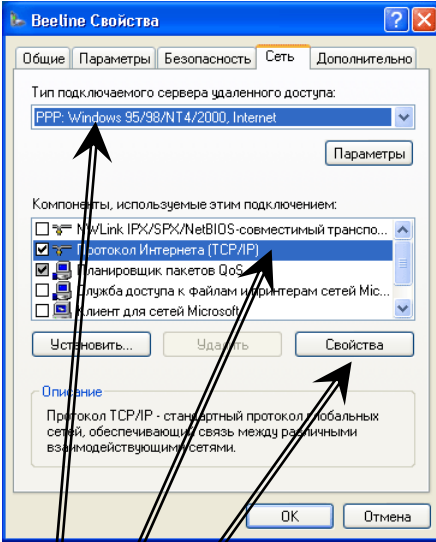 Beeline Свойства
Общие Параметры Безопасность Сеть Дополнительно
Тип подключаемого сервера удаленного доступа:
PPP: Windows 95/98/NT4/2000, Internet
Параметры
Компоненты, используемые этим подключением:
NWLink IPX/SPX/NetBIOS-совместимый транспо...
Протокол Интернета (TCP/IP)
Планировщик пакетов QoS
Служба доступа к файлам и принтерам сетей Mic...
Клиент для сетей Microsoft
Установить... Удалить Свойства
Описание
Протокол TCP/IP - стандартный протокол глобальных
сетей, обеспечивающий связь между различными
взаимодействующими сетями.
OK Отмена